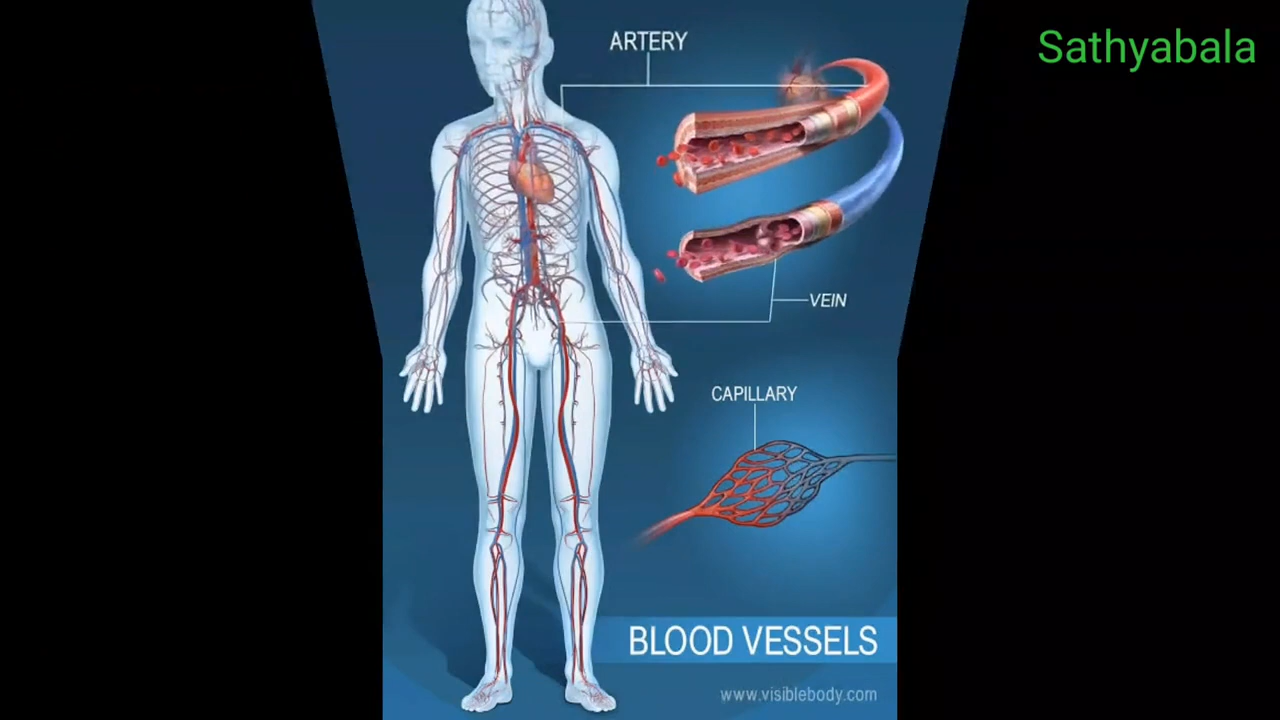 ARTERY
Sathyabala
VEIN
CAPILLARY
BLOOD VESSELS
www.visiblebody.com